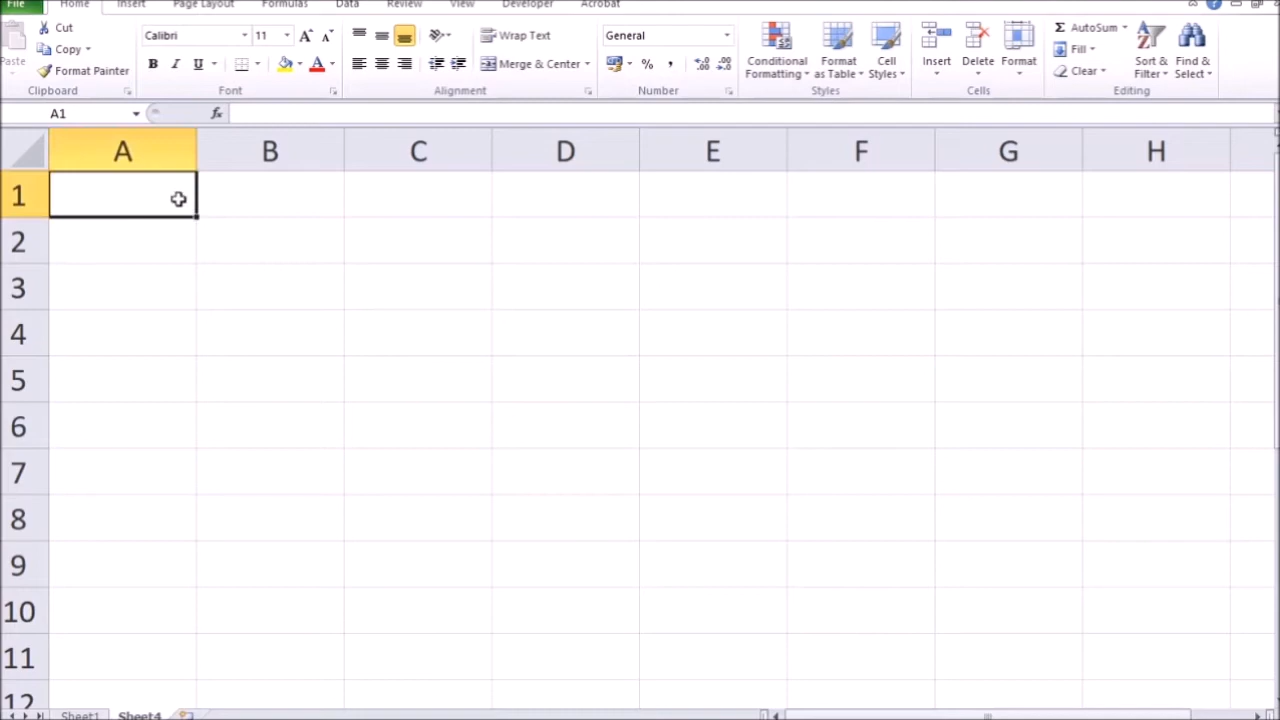 File Home Insert Page Layout Formulas Data Review View Developer Acrobat
Cut
Calibri 11 Wrap Text General Σ AutoSum
Copy Fill
Paste Format Painter B I U A Merge & Center % , Conditional Formatting Format as Table Cell Styles Insert Delete Format Clear Sort & Filter Find & Select
Clipboard Font Alignment Number Styles Cells Editing
A1 fx
A B C D E F G H
1
2
3
4
5
6
7
8
9
10
11
12
Sheet1 Sheet4